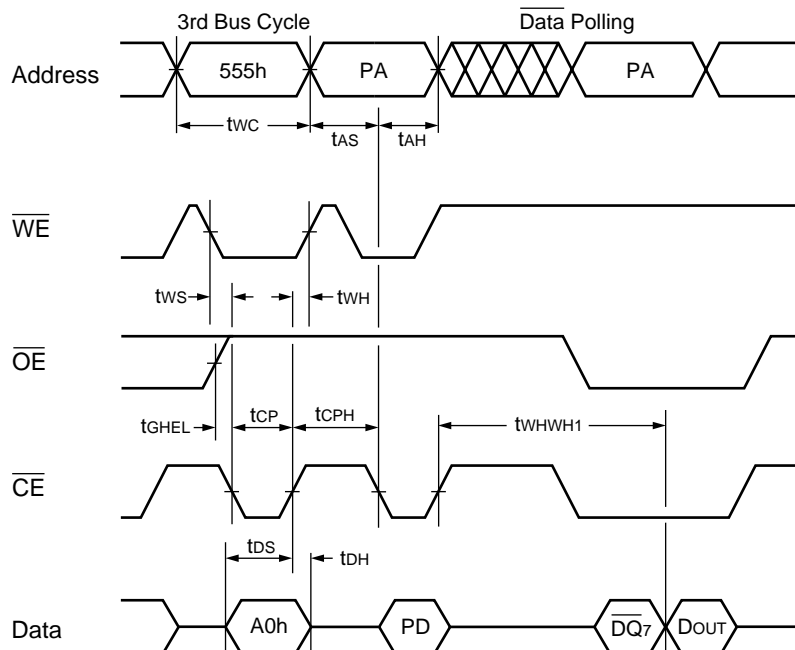 3rd Bus Cycle Data Polling
Address 555h PA PA
tWC tAS tAH
WE
tWS tWH
OE
tGHEL tCP tCPH tWHWH1
CE
tDS tDH
Data A0h PD DQ7 DOUT